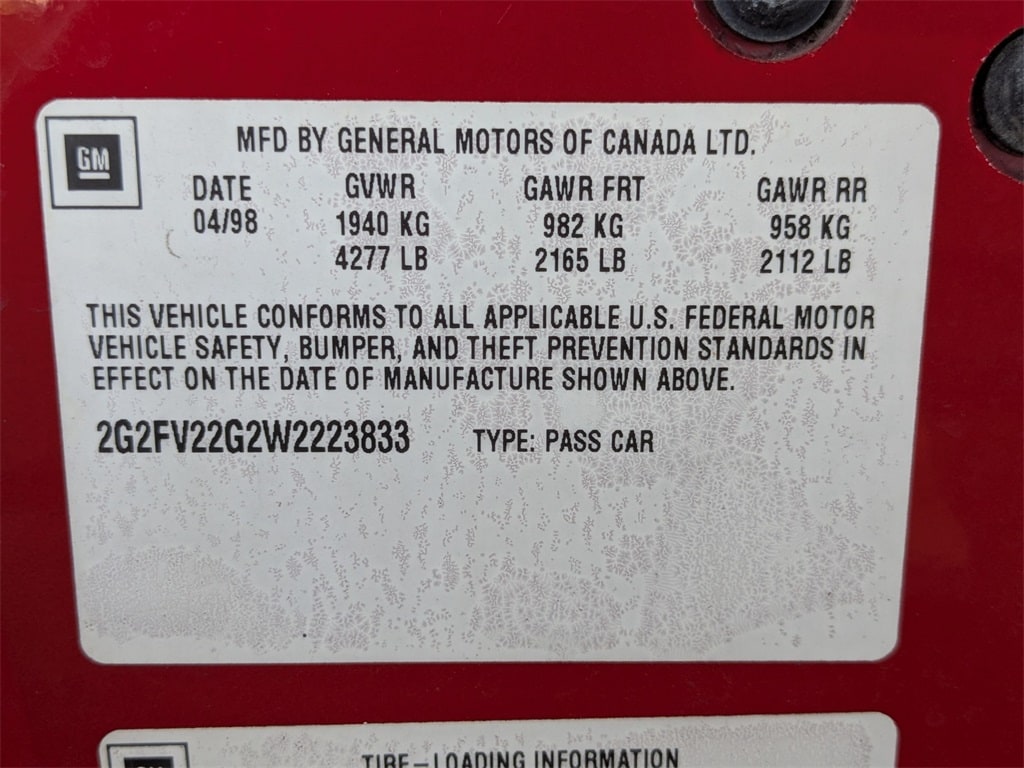 GM
MFD BY GENERAL MOTORS OF CANADA LTD.
DATE GVWR GAWR FRT GAWR RR
04/98 1940 KG 982 KG 958 KG
4277 LB 2165 LB 2112 LB
THIS VEHICLE CONFORMS TO ALL APPLICABLE U.S. FEDERAL MOTOR
VEHICLE SAFETY, BUMPER, AND THEFT PREVENTION STANDARDS IN
EFFECT ON THE DATE OF MANUFACTURE SHOWN ABOVE.
2G2FV22G2W2223833 TYPE: PASS CAR
GM
TIRE-LOADING INFORMATION